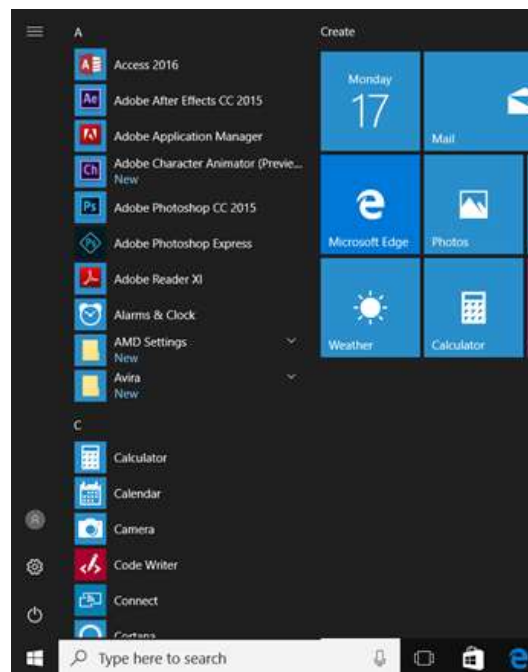 A
Create
Access 2016
Adobe After Effects CC 2015
Adobe Application Manager
Adobe Character Animator (Previe...
New
Adobe Photoshop CC 2015
Adobe Photoshop Express
Adobe Reader XI
Alarms & Clock
AMD Settings
New
Avira
New
C
Calculator
Calendar
Camera
Code Writer
Connect
Cortana
Monday
17
Mail
Microsoft Edge
Photos
Weather
Calculator
Type here to search